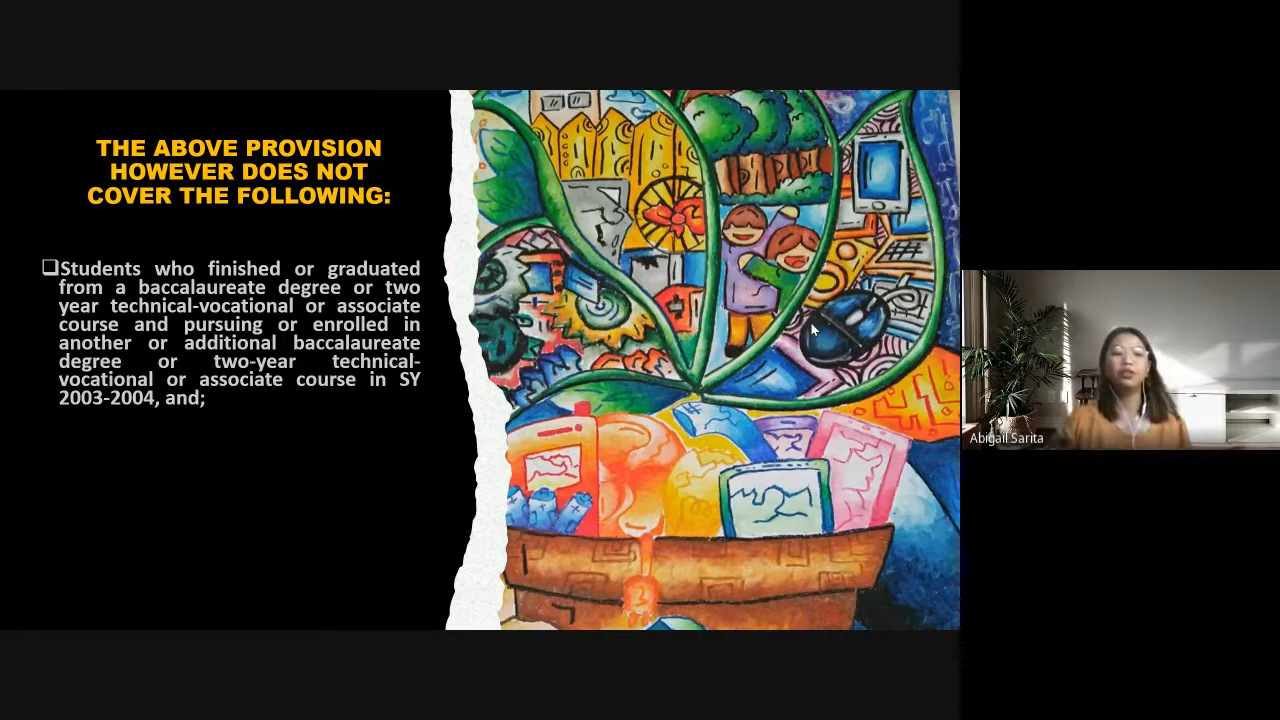 THE ABOVE PROVISION
HOWEVER DOES NOT
COVER THE FOLLOWING:
❑Students who finished or graduated
from a baccalaureate degree or two
year technical-vocational or associate
course and pursuing or enrolled in
another or additional baccalaureate
degree or two-year technical-
vocational or associate course in SY
2003-2004, and;
Abigail Sarita